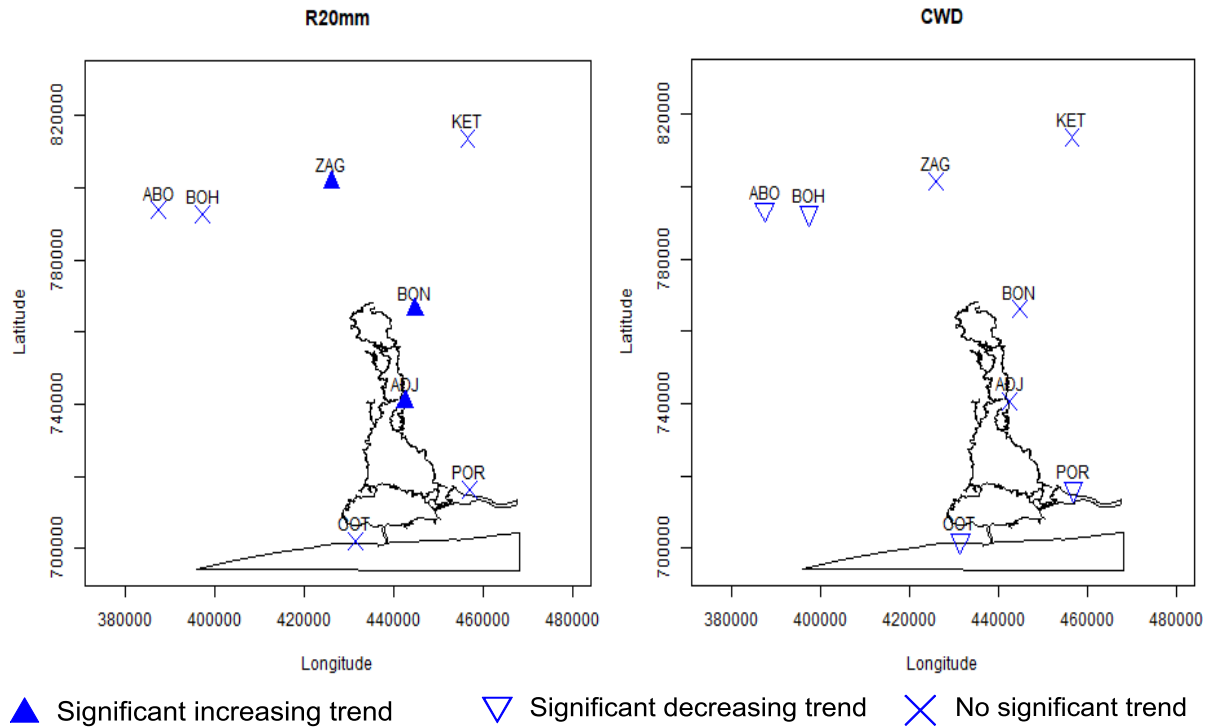 R20mm
CWD
Latitude
820000
780000
740000
700000
KET
ZAG
ABO
BOH
BON
ADJ
POR
COT
380000 400000 420000 440000 460000 480000
Longitude
Latitude
820000
780000
740000
700000
KET
ZAG
ABO
BOH
BON
ADJ
POR
COT
380000 400000 420000 440000 460000 480000
Longitude
Significant increasing trend
Significant decreasing trend
No significant trend